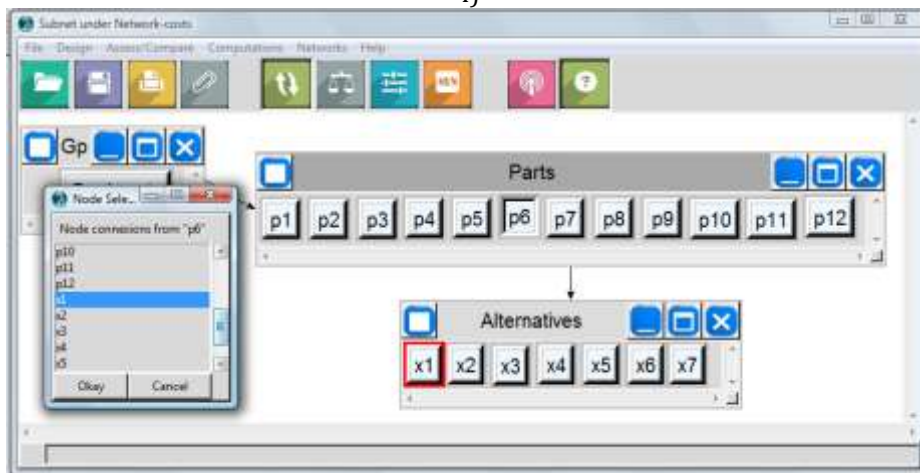 Subnet under Network-costs
File Design Assess/Compare Computations Networks Help
Gp
Parts
p1 p2 p3 p4 p5 p6 p7 p8 p9 p10 p11 p12
Node Sele...
Node connexions from "p6"
p10
p11
p12
x1
x2
x3
x4
x5
Okay Cancel
Alternatives
x1 x2 x3 x4 x5 x6 x7